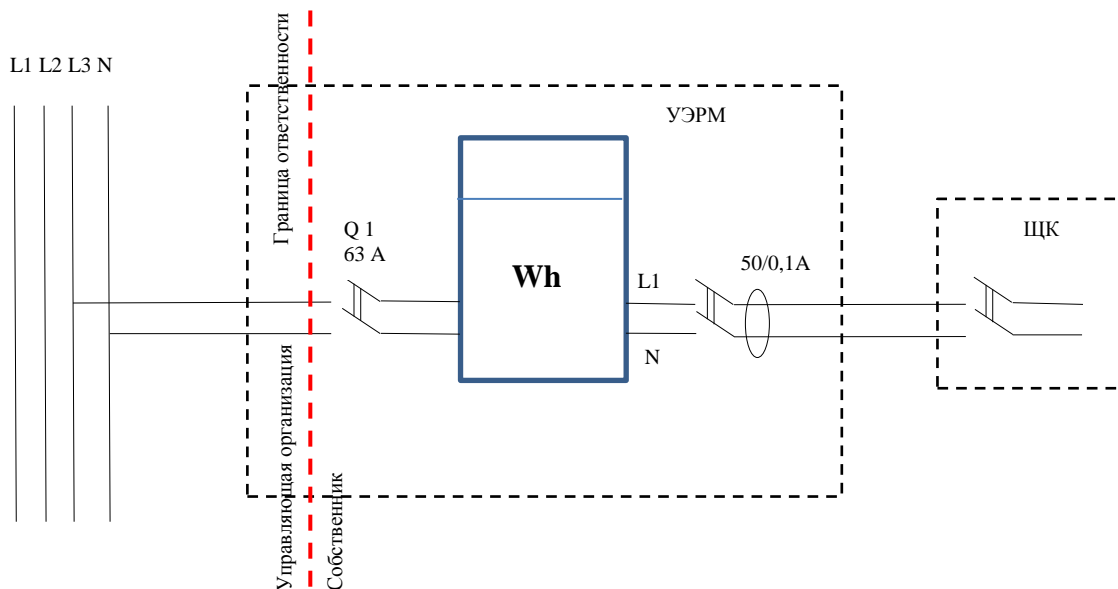 L1 L2 L3 N
Граница ответственности
УЭРМ
Q 1
63 А
Wh
L1
N
50/0,1А
ЩК
Управляющая организация
Собственник